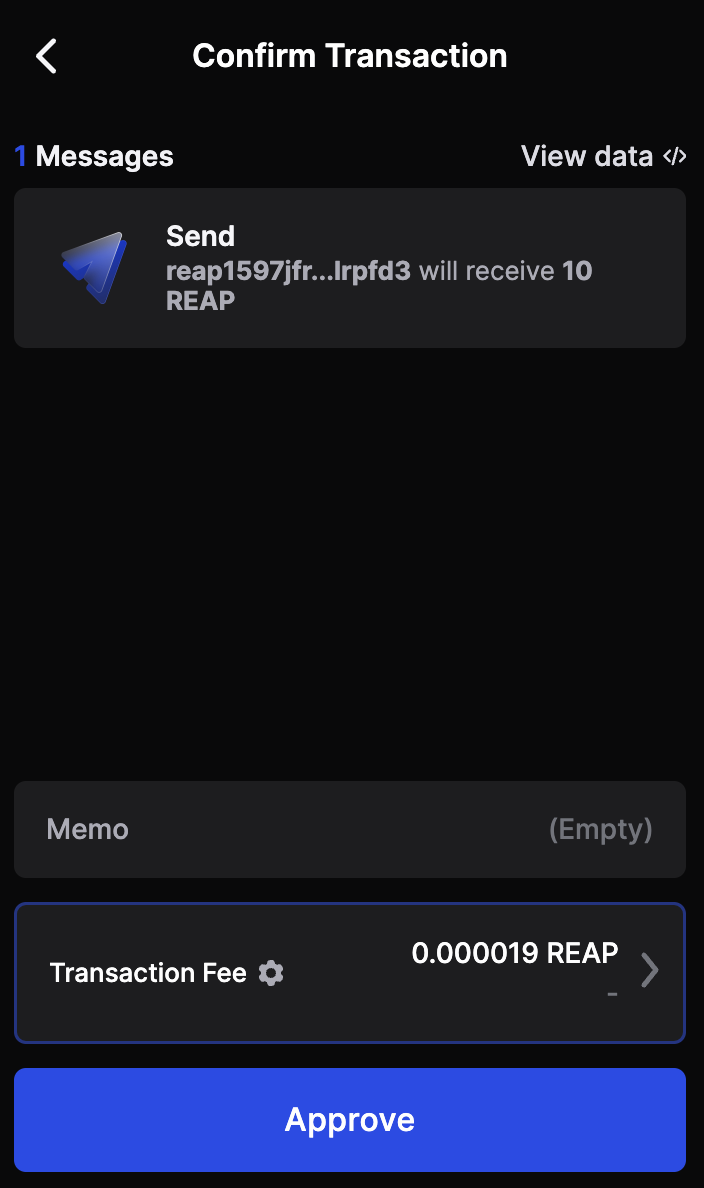 Confirm Transaction
1 Messages
View data </>
Send
reap1597jfr...lrpfd3 will receive 10
REAP
Memo
(Empty)
Transaction Fee
0.000019 REAP
-
Approve